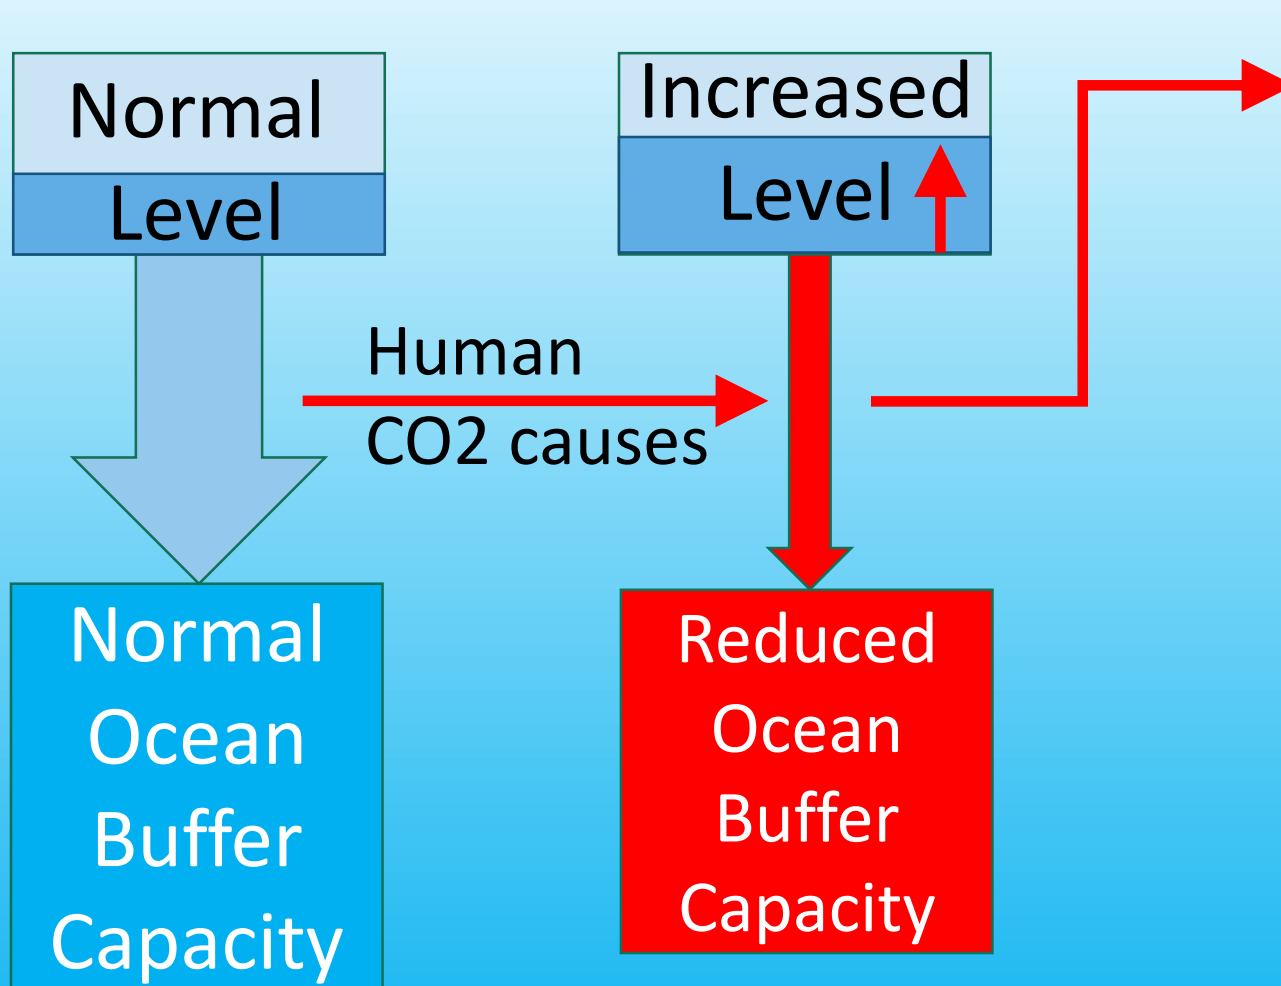 Normal
Level
Increased
Level
Human
CO2 causes
Normal
Ocean
Buffer
Capacity
Reduced
Ocean
Buffer
Capacity